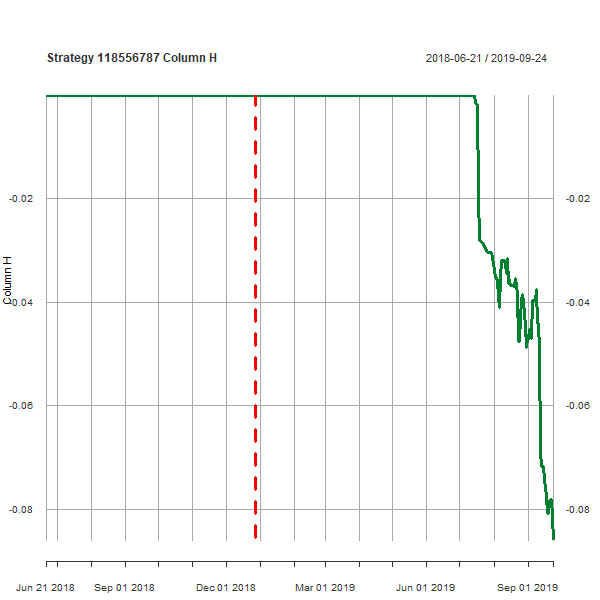 Strategy 118556787 Column H
2018-06-21 / 2019-09-24
-0.02
-0.02
Column H
-0.04
-0.04
-0.06
-0.06
-0.08
-0.08
Jun 21 2018
Sep 01 2018
Dec 01 2018
Mar 01 2019
Jun 01 2019
Sep 01 2019